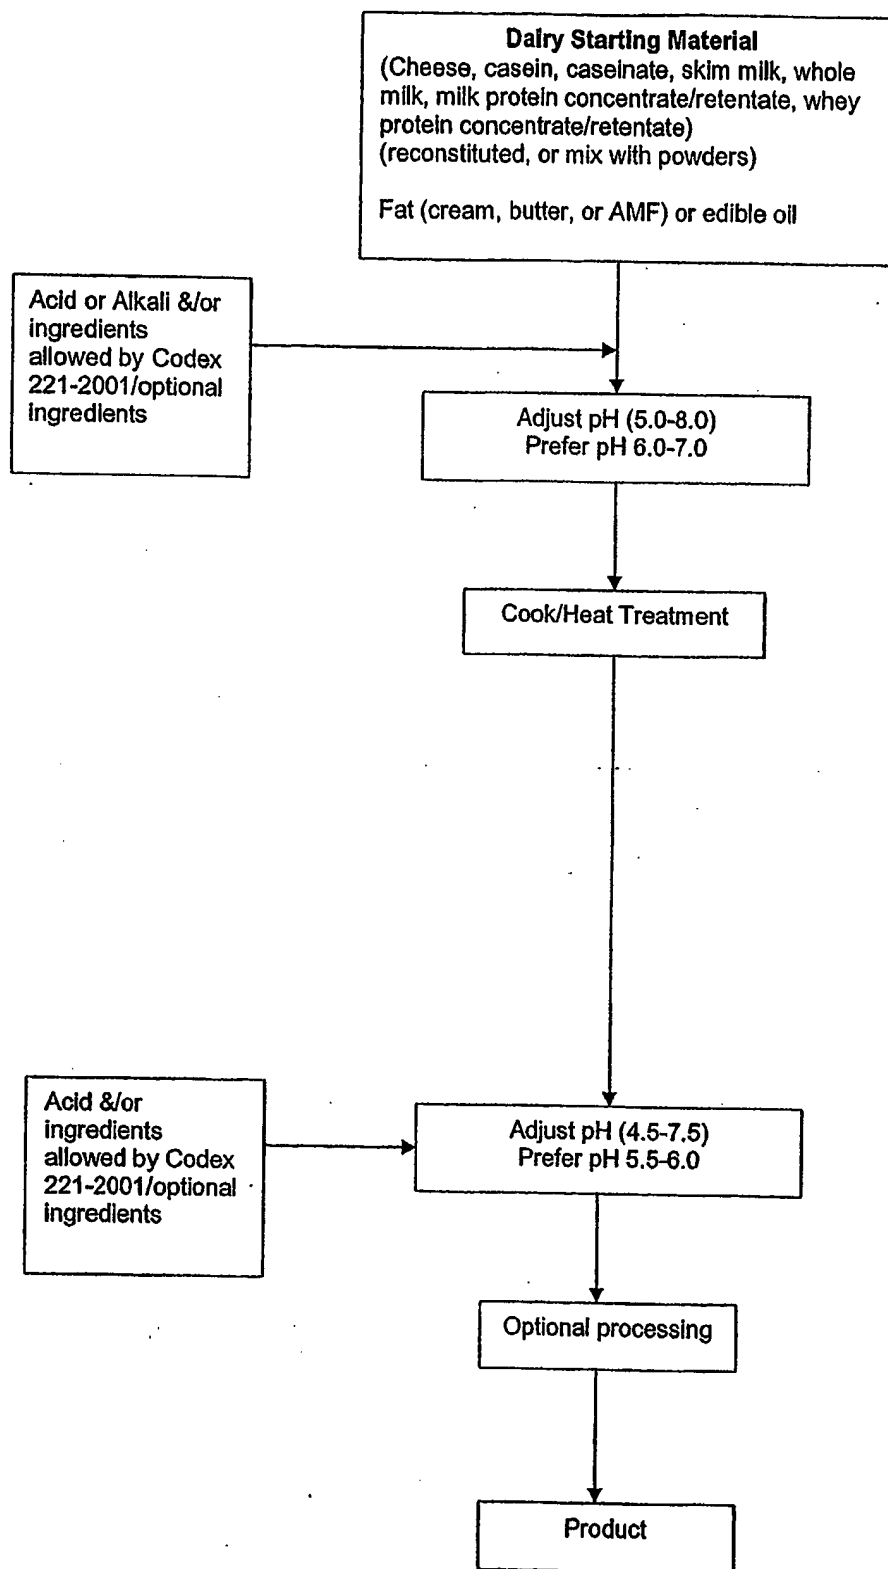 Dairy Starting Material
(Cheese, casein, caseinate, skim milk, whole
milk, milk protein concentrate/retentate, whey
protein concentrate/retentate)
(reconstituted, or mix with powders)
Fat (cream, butter, or AMF) or edible oil
Acid or Alkali &/or
ingredients
allowed by Codex
221-2001/optional
ingredients
Adjust pH (5.0-8.0)
Prefer pH 6.0-7.0
Cook/Heat Treatment
Acid &/or
ingredients
allowed by Codex
221-2001/optional
ingredients
Adjust pH (4.5-7.5)
Prefer pH 5.5-6.0
Optional processing
Product